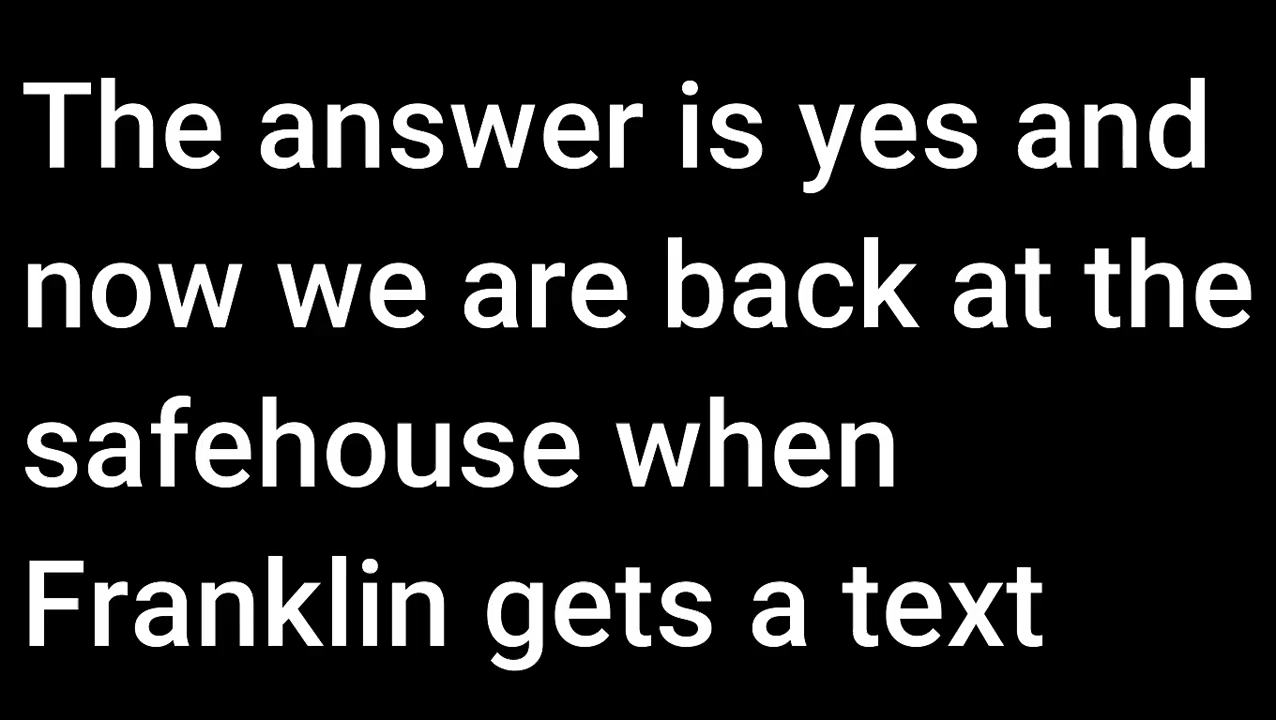 The answer is yes and
now we are back at the
safehouse when
Franklin gets a text